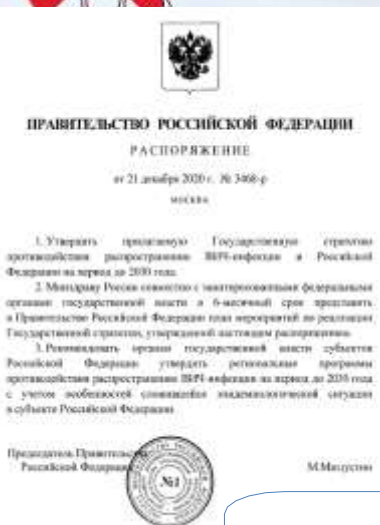 ПРАВИТЕЛЬСТВО РОССИЙСКОЙ ФЕДЕРАЦИИ
РАСПОРЯЖЕНИЕ
от 21 декабря 2020 г. № 3468-р
МОСКВА
1. Утвердить прилагаемую Государственную стратегию
противодействия распространению ВИЧ-инфекции в Российской
Федерации на период до 2030 года.
2. Минздраву России совместно с заинтересованными федеральными
органами государственной власти в 6-месячный срок представить
в Правительство Российской Федерации план мероприятий по реализации
Государственной стратегии, утвержденной настоящим распоряжением.
3. Рекомендовать органам государственной власти субъектов
Российской Федерации утвердить региональные программы
противодействия распространению ВИЧ-инфекции на период до 2030 года
с учетом особенностей сложившейся эпидемиологической ситуации
в субъекте Российской Федерации.
Председатель Правительства
Российской Федерации
М.Мишустин
№1